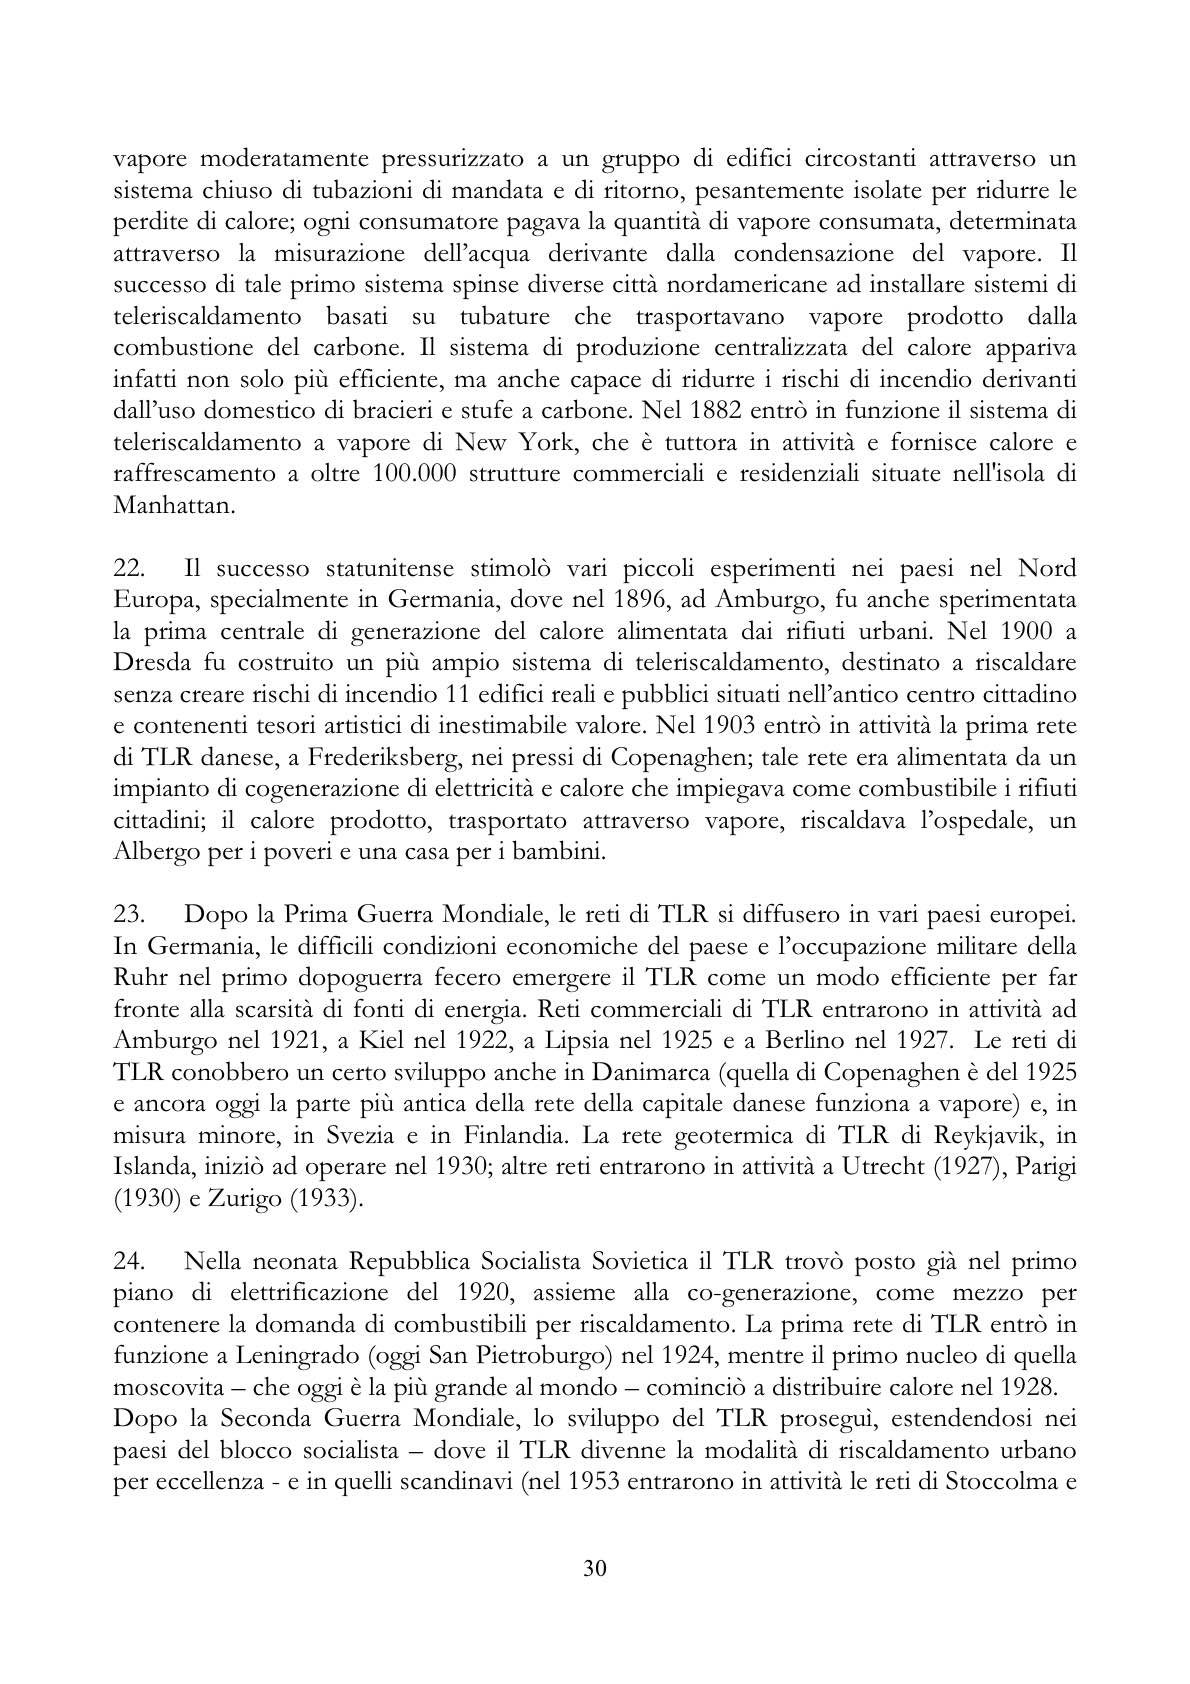 vapore moderatamente pressurizzato a un gruppo di edifici circostanti attraverso un
sistema chiuso di tubazioni di mandata e di ritorno, pesantemente isolate per ridurre le
perdite di calore; ogni consumatore pagava la quantità di vapore consumata, determinata
attraverso la misurazione dell’acqua derivante dalla condensazione del vapore. Il
successo di tale primo sistema spinse diverse città nordamericane ad installare sistemi di
teleriscaldamento basati su tubature che trasportavano vapore prodotto dalla
combustione del carbone. Il sistema di produzione centralizzata del calore appariva
infatti non solo più efficiente, ma anche capace di ridurre i rischi di incendio derivanti
dall’uso domestico di bracieri e stufe a carbone. Nel 1882 entrò in funzione il sistema di
teleriscaldamento a vapore di New York, che è tuttora in attività e fornisce calore e
raffrescamento a oltre 100.000 strutture commerciali e residenziali situate nell'isola di
Manhattan.
22. Il successo statunitense stimolò vari piccoli esperimenti nei paesi nel Nord
Europa, specialmente in Germania, dove nel 1896, ad Amburgo, fu anche sperimentata
la prima centrale di generazione del calore alimentata dai rifiuti urbani. Nel 1900 a
Dresda fu costruito un più ampio sistema di teleriscaldamento, destinato a riscaldare
senza creare rischi di incendio 11 edifici reali e pubblici situati nell’antico centro cittadino
e contenenti tesori artistici di inestimabile valore. Nel 1903 entrò in attività la prima rete
di TLR danese, a Frederiksberg, nei pressi di Copenaghen; tale rete era alimentata da un
impianto di cogenerazione di elettricità e calore che impiegava come combustibile i rifiuti
cittadini; il calore prodotto, trasportato attraverso vapore, riscaldava l’ospedale, un
Albergo per i poveri e una casa per i bambini.
23. Dopo la Prima Guerra Mondiale, le reti di TLR si diffusero in vari paesi europei.
In Germania, le difficili condizioni economiche del paese e l’occupazione militare della
Ruhr nel primo dopoguerra fecero emergere il TLR come un modo efficiente per far
fronte alla scarsità di fonti di energia. Reti commerciali di TLR entrarono in attività ad
Amburgo nel 1921, a Kiel nel 1922, a Lipsia nel 1925 e a Berlino nel 1927. Le reti di
TLR conobbero un certo sviluppo anche in Danimarca (quella di Copenaghen è del 1925
e ancora oggi la parte più antica della rete della capitale danese funziona a vapore) e, in
misura minore, in Svezia e in Finlandia. La rete geotermica di TLR di Reykjavik, in
Islanda, iniziò ad operare nel 1930; altre reti entrarono in attività a Utrecht (1927), Parigi
(1930) e Zurigo (1933).
24. Nella neonata Repubblica Socialista Sovietica il TLR trovò posto già nel primo
piano di elettrificazione del 1920, assieme alla co-generazione, come mezzo per
contenere la domanda di combustibili per riscaldamento. La prima rete di TLR entrò in
funzione a Leningrado (oggi San Pietroburgo) nel 1924, mentre il primo nucleo di quella
moscovita – che oggi è la più grande al mondo – cominciò a distribuire calore nel 1928.
Dopo la Seconda Guerra Mondiale, lo sviluppo del TLR proseguì, estendendosi nei
paesi del blocco socialista – dove il TLR divenne la modalità di riscaldamento urbano
per eccellenza - e in quelli scandinavi (nel 1953 entrarono in attività le reti di Stoccolma e
30